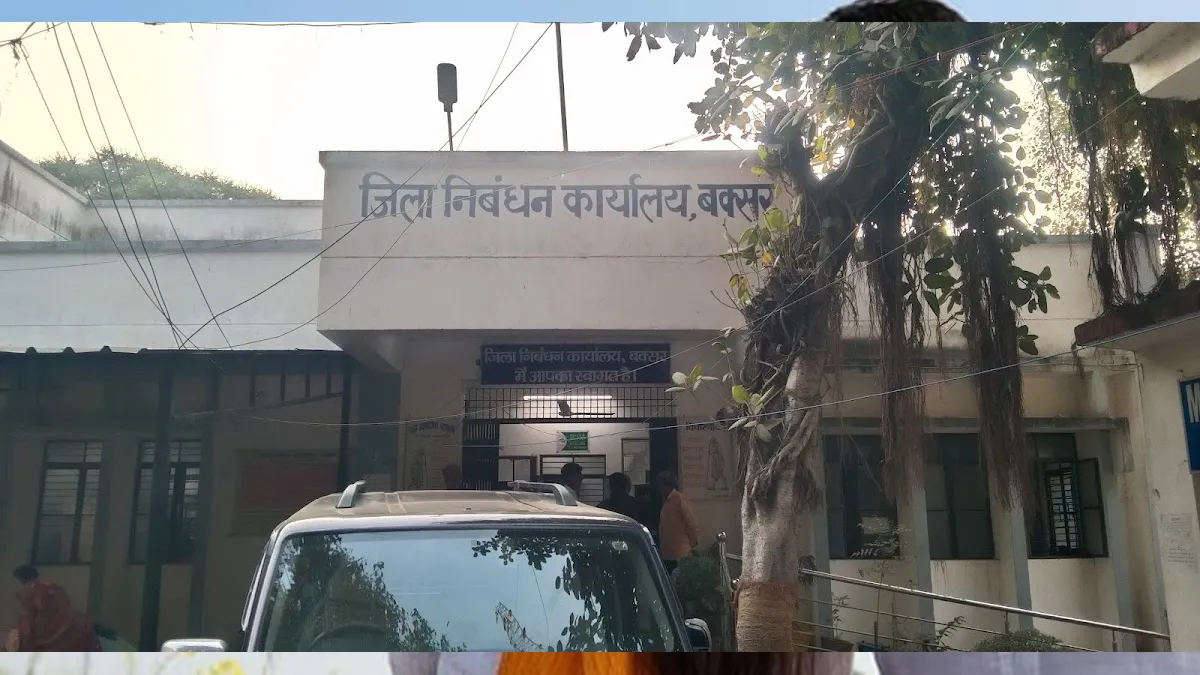 जिला निबंधन कार्यालय, बक्सर
जिला निबंधन कार्यालय, बक्सर
में आपका स्वागत है।